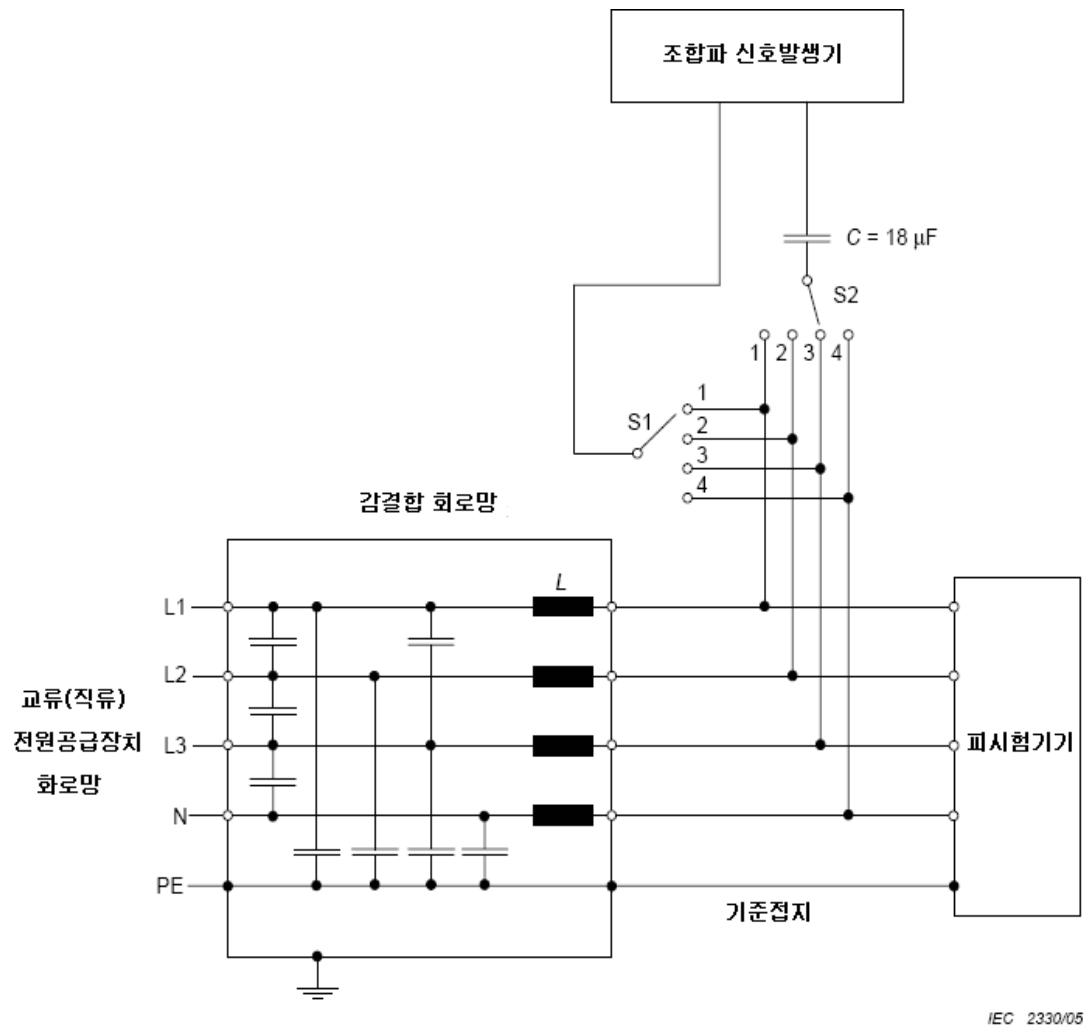 조합파 신호발생기
C = 18 μF
S2
1 2 3 4
S1
1
2
3
4
감결합 회로망
L
L1
L2
L3
N
PE
교류(직류)
전원공급장치
화로망
피시험기기
기준접지
IEC 2330/05